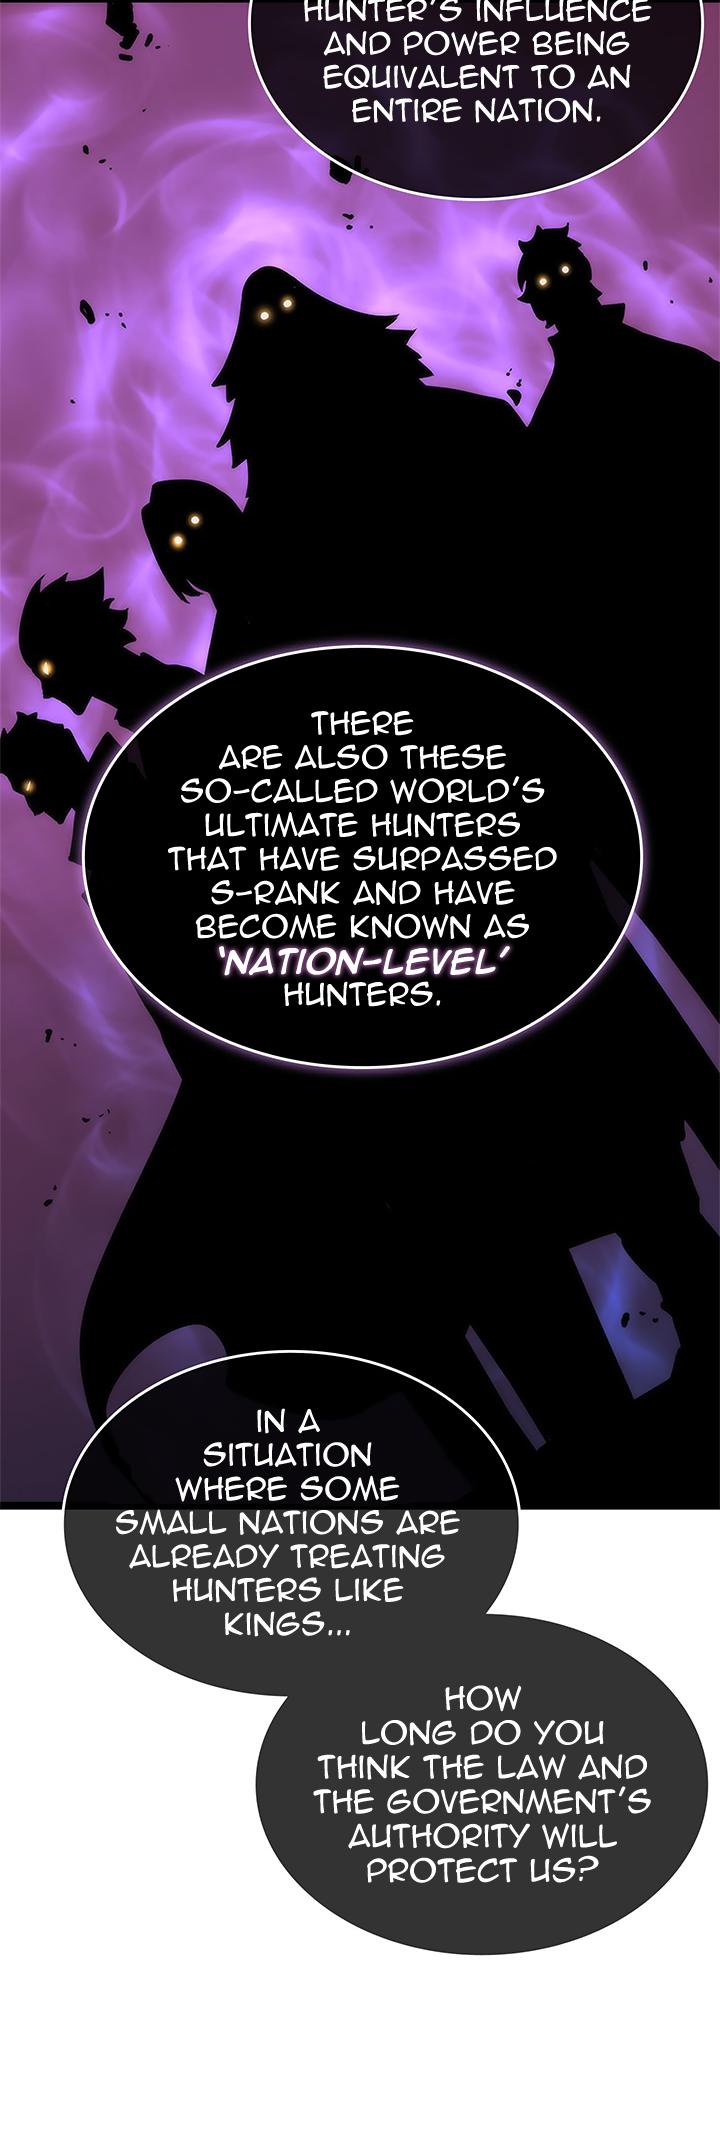 HUNTER'S INFLUENCE
AND POWER BEING
EQUIVALENT TO AN
ENTIRE NATION.
THERE
ARE ALSO THESE
SO-CALLED WORLD'S
ULTIMATE HUNTERS
THAT HAVE SURPASSED
S-RANK AND HAVE
BECOME KNOWN AS
'NATION-LEVEL'
HUNTERS.
IN A
SITUATION
WHERE SOME
SMALL NATIONS ARE
ALREADY TREATING
HUNTERS LIKE
KINGS...
HOW
LONG DO YOU
THINK THE LAW AND
THE GOVERNMENT'S
AUTHORITY WILL
PROTECT US?